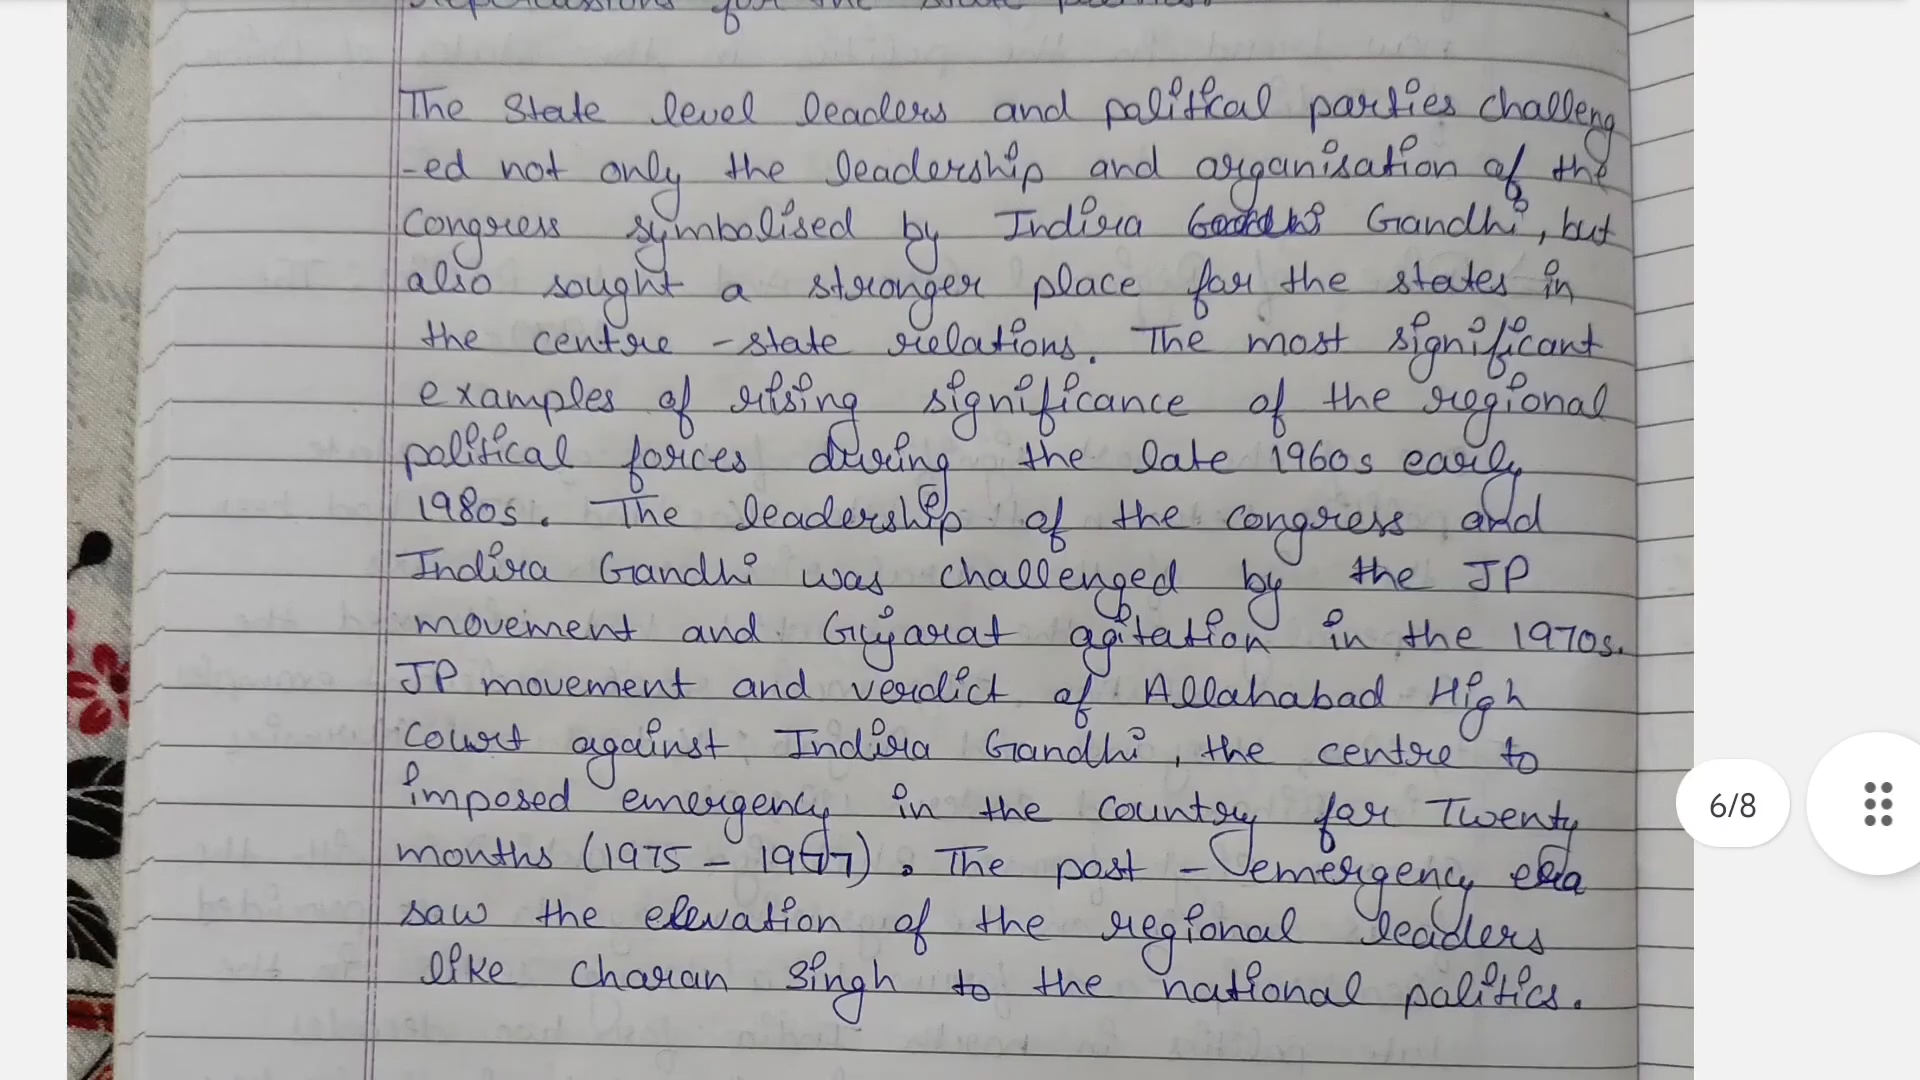 repercussions for the state politics.
The State level leaders and political parties challeng
-ed not only the leadership and organisation of the
Congress symbolised by Indira Gandhi, but
also sought a stronger place for the states in
the centre - state relations. The most significant
examples of rising significance of the regional
political forces during the late 1960s early
1980s. The leadership of the congress and
Indira Gandhi was challenged by the JP
movement and Gujarat agitation in the 1970s.
JP movement and verdict of Allahabad High
Court against Indira Gandhi, the centre to
imposed emergency in the country for Twenty
months (1975 - 1977). The post - emergency era
saw the elevation of the regional leaders
like Charan Singh to the national politics.
6/8